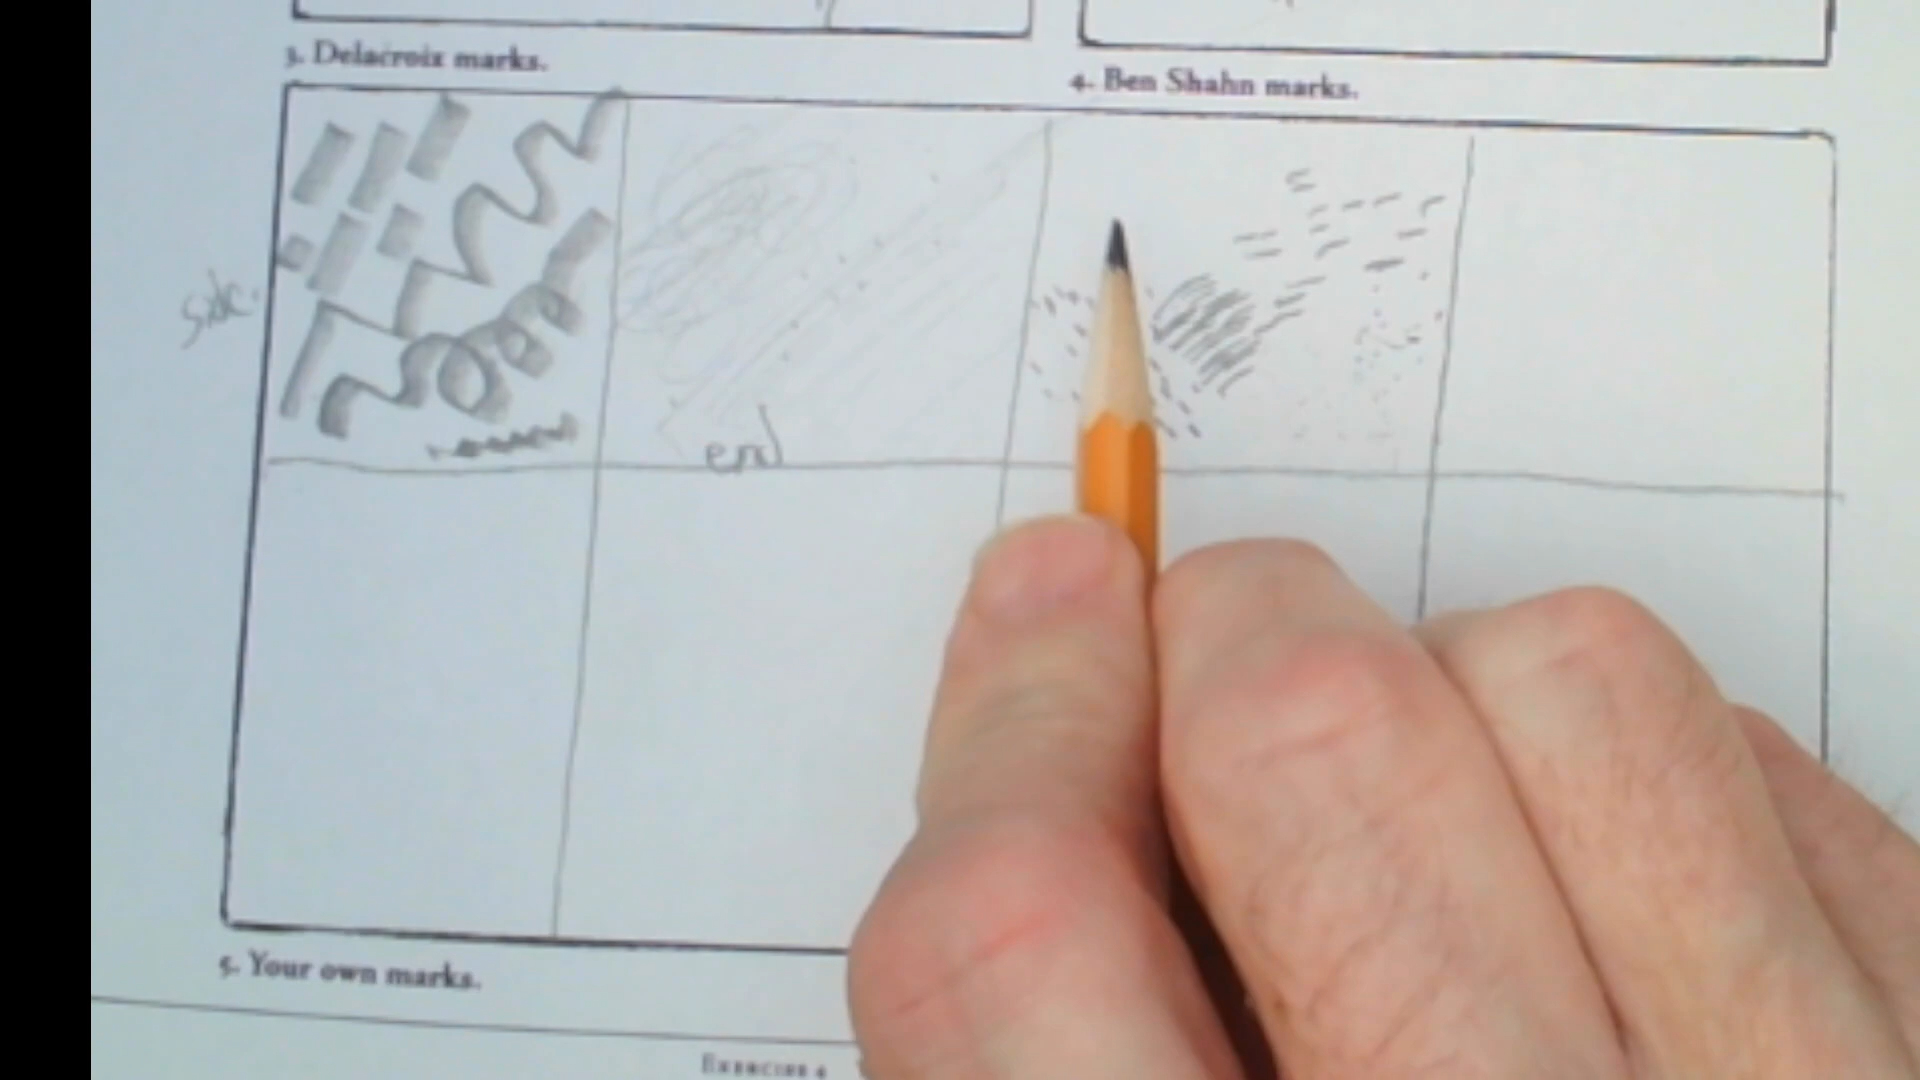 3. Delacroix marks.
4. Ben Shahn marks.
side.
end
5. Your own marks.
Exercise 4